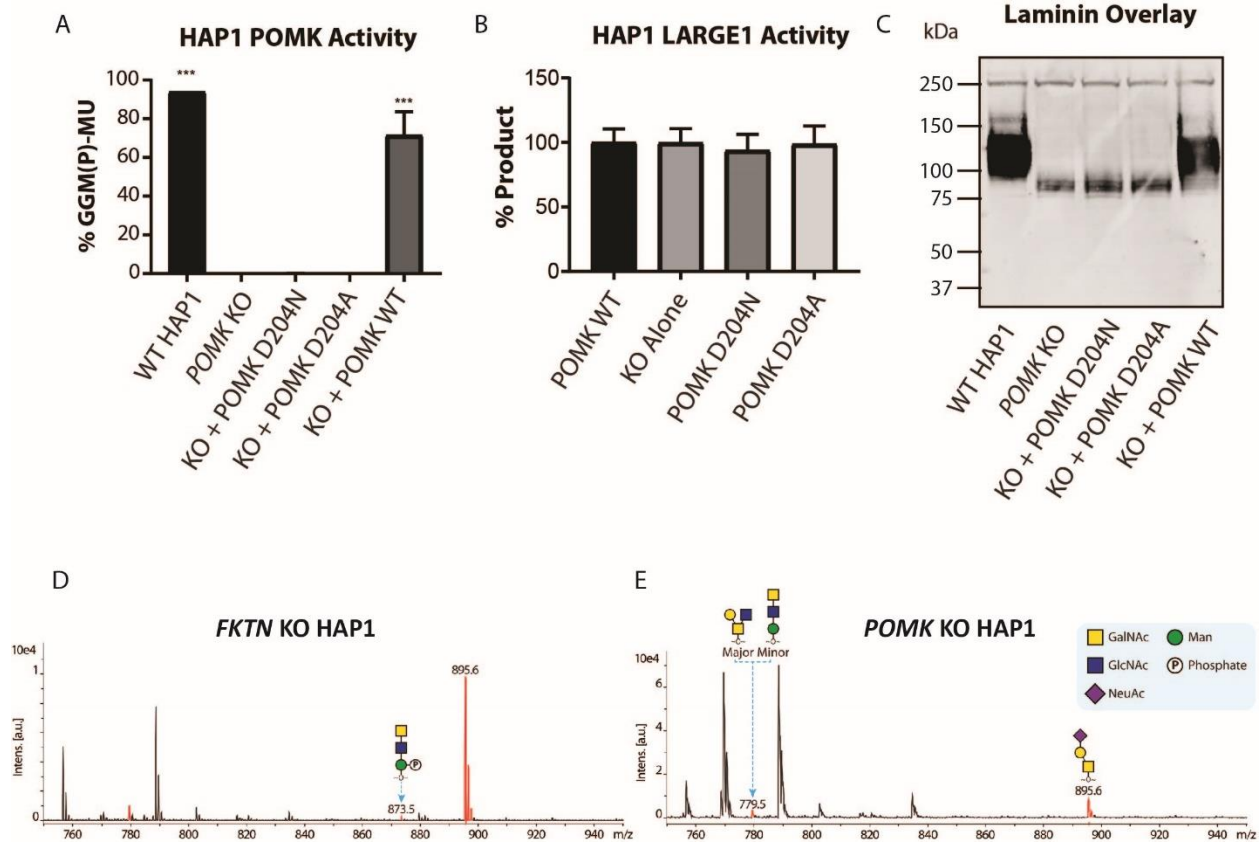 A
HAP1 POMK Activity
% GGM(P)-MU
100
80
60
40
20
0
***
***
WT HAP1
POMK KO
KO + POMK D204N
KO + POMK D204A
KO + POMK WT
B
HAP1 LARGE1 Activity
% Product
150
100
50
0
POMK WT
KO Alone
POMK D204N
POMK D204A
C
kDa
Laminin Overlay
250
150
100
75
50
37
WT HAP1
POMK KO
KO + POMK D204N
KO + POMK D204A
KO + POMK WT
D
FKTN KO HAP1
10e4
1
0
Intens. [a.u.]
P
873.5
895.6
760 780 800 820 840 860 880 900 920 940 m/z
E
POMK KO HAP1
10e4
6
4
2
0
Intens. [a.u.]
Major Minor
779.5
895.6
760 780 800 820 840 860 880 900 920 940 m/z
GalNAc
Man
GlcNAc
P Phosphate
NeuAc